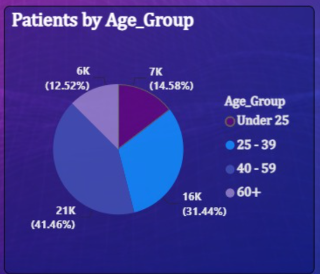 Patients by Age_Group
6K
(12.52%)
7K
(14.58%)
Age_Group
Under 25
25 - 39
40 - 59
60+
16K
(31.44%)
21K
(41.46%)